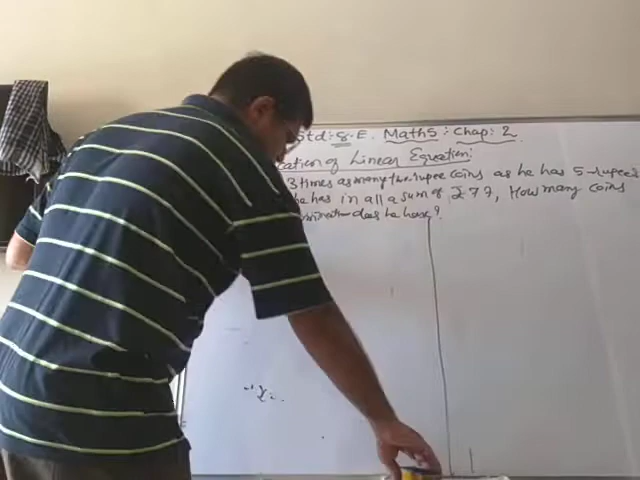 Std: 8.E. Maths: Chap: 2
cation of Linear Equation:
3 times as many two rupee coins as he has 5-rupees
he has in all a sum of ₹ 77, How many coins
does he have?